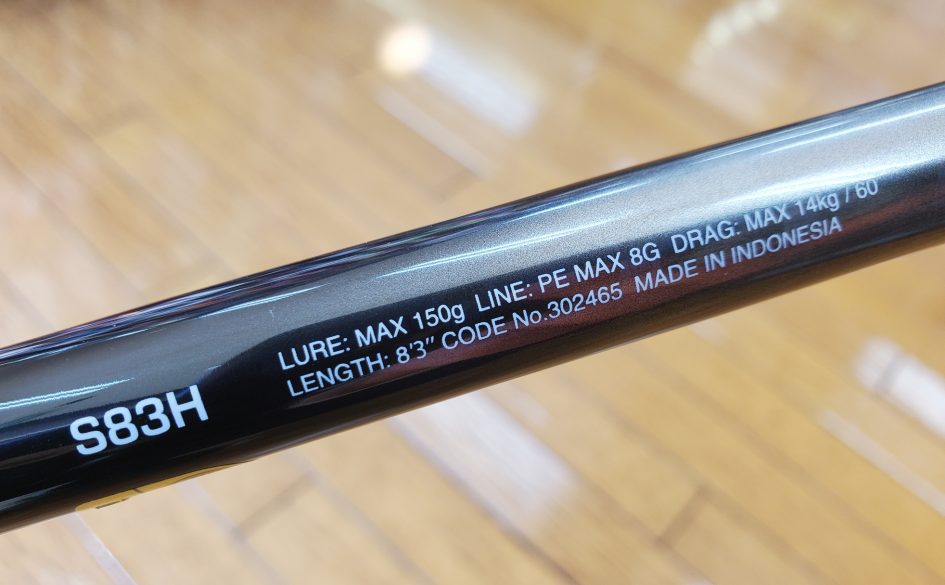 LURE: MAX 150g LINE: PE MAX 8G DRAG: MAX 14kg / 60°
LENGTH: 8'3" CODE No.302465 MADE IN INDONESIA
S83H